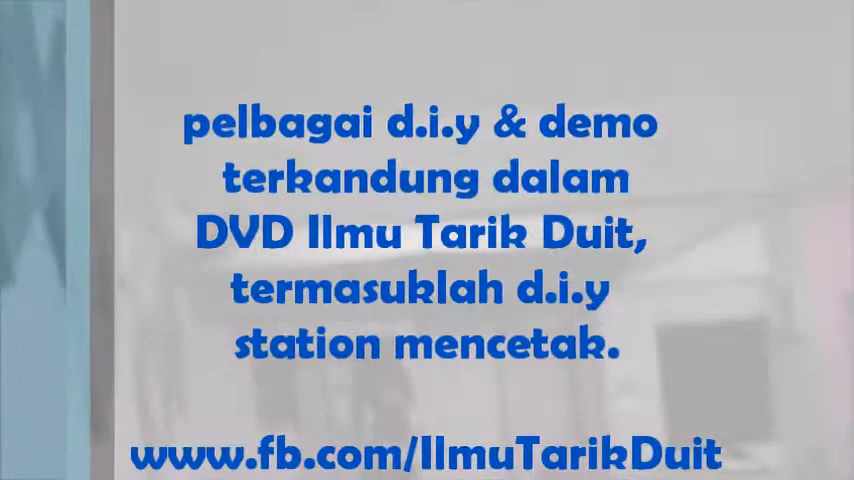 pelbagai d.i.y & demo
terkandung dalam
DVD Ilmu Tarik Duit,
termasuklah d.i.y
station mencetak.
www.fb.com/IlmuTarikDuit